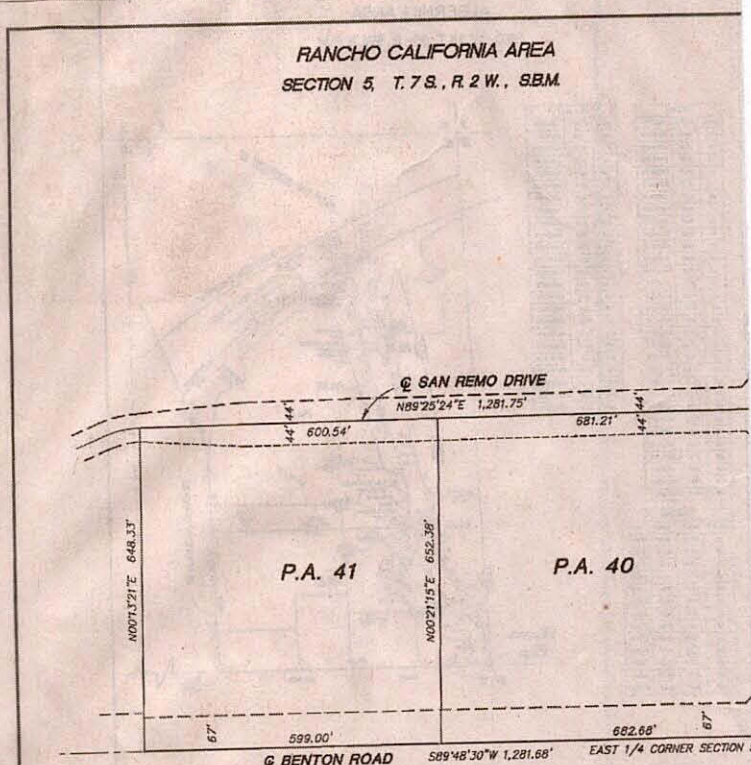 RANCHO CALIFORNIA AREA
SECTION 5, T. 7 S., R. 2 W., S.B.M.
℄ SAN REMO DRIVE
N89°25'24"E 1,281.75'
44' 44'
600.54'
681.21'
44' 44'
N00°13'21"E 648.33'
P.A. 41
N00°21'15"E 652.38'
P.A. 40
67'
599.00'
682.68'
67'
℄ BENTON ROAD
S89°48'30"W 1,281.68'
EAST 1/4 CORNER SECTION